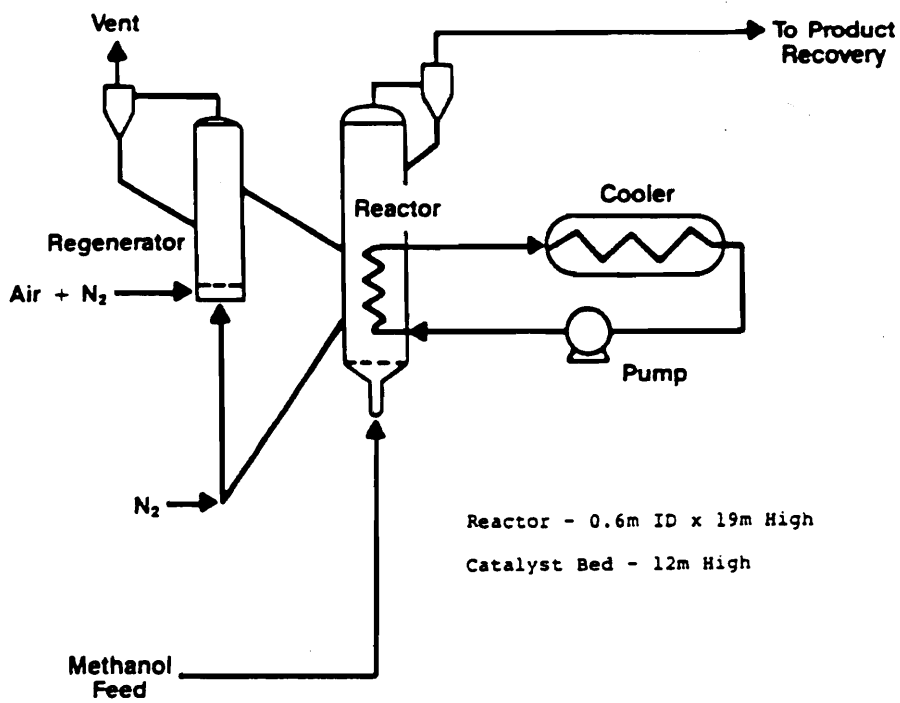 Vent
To Product
Recovery
Reactor
Cooler
Regenerator
Air + N₂
Pump
N₂
Reactor - 0.6m ID x 19m High
Catalyst Bed - 12m High
Methanol
Feed